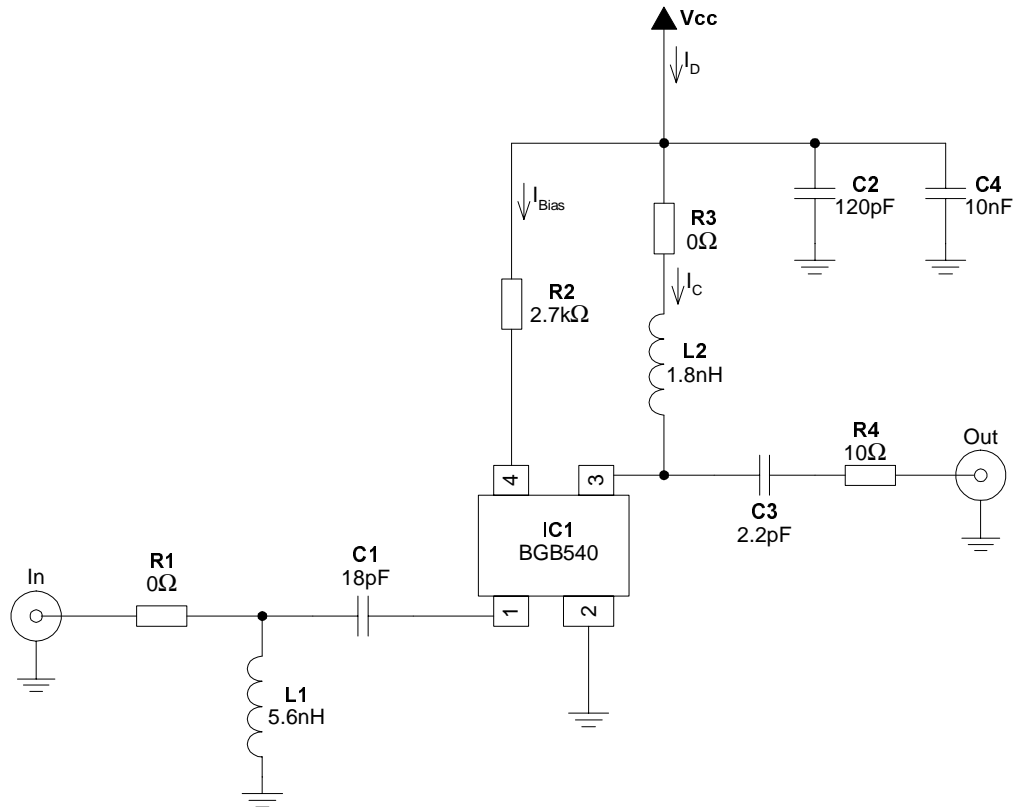 Vcc
I_D
I_Bias
C2
120pF
C4
10nF
R3
0Ω
I_C
R2
2.7kΩ
L2
1.8nH
R4
10Ω
Out
4
3
C3
2.2pF
IC1
BGB540
C1
18pF
R1
0Ω
In
1
2
L1
5.6nH